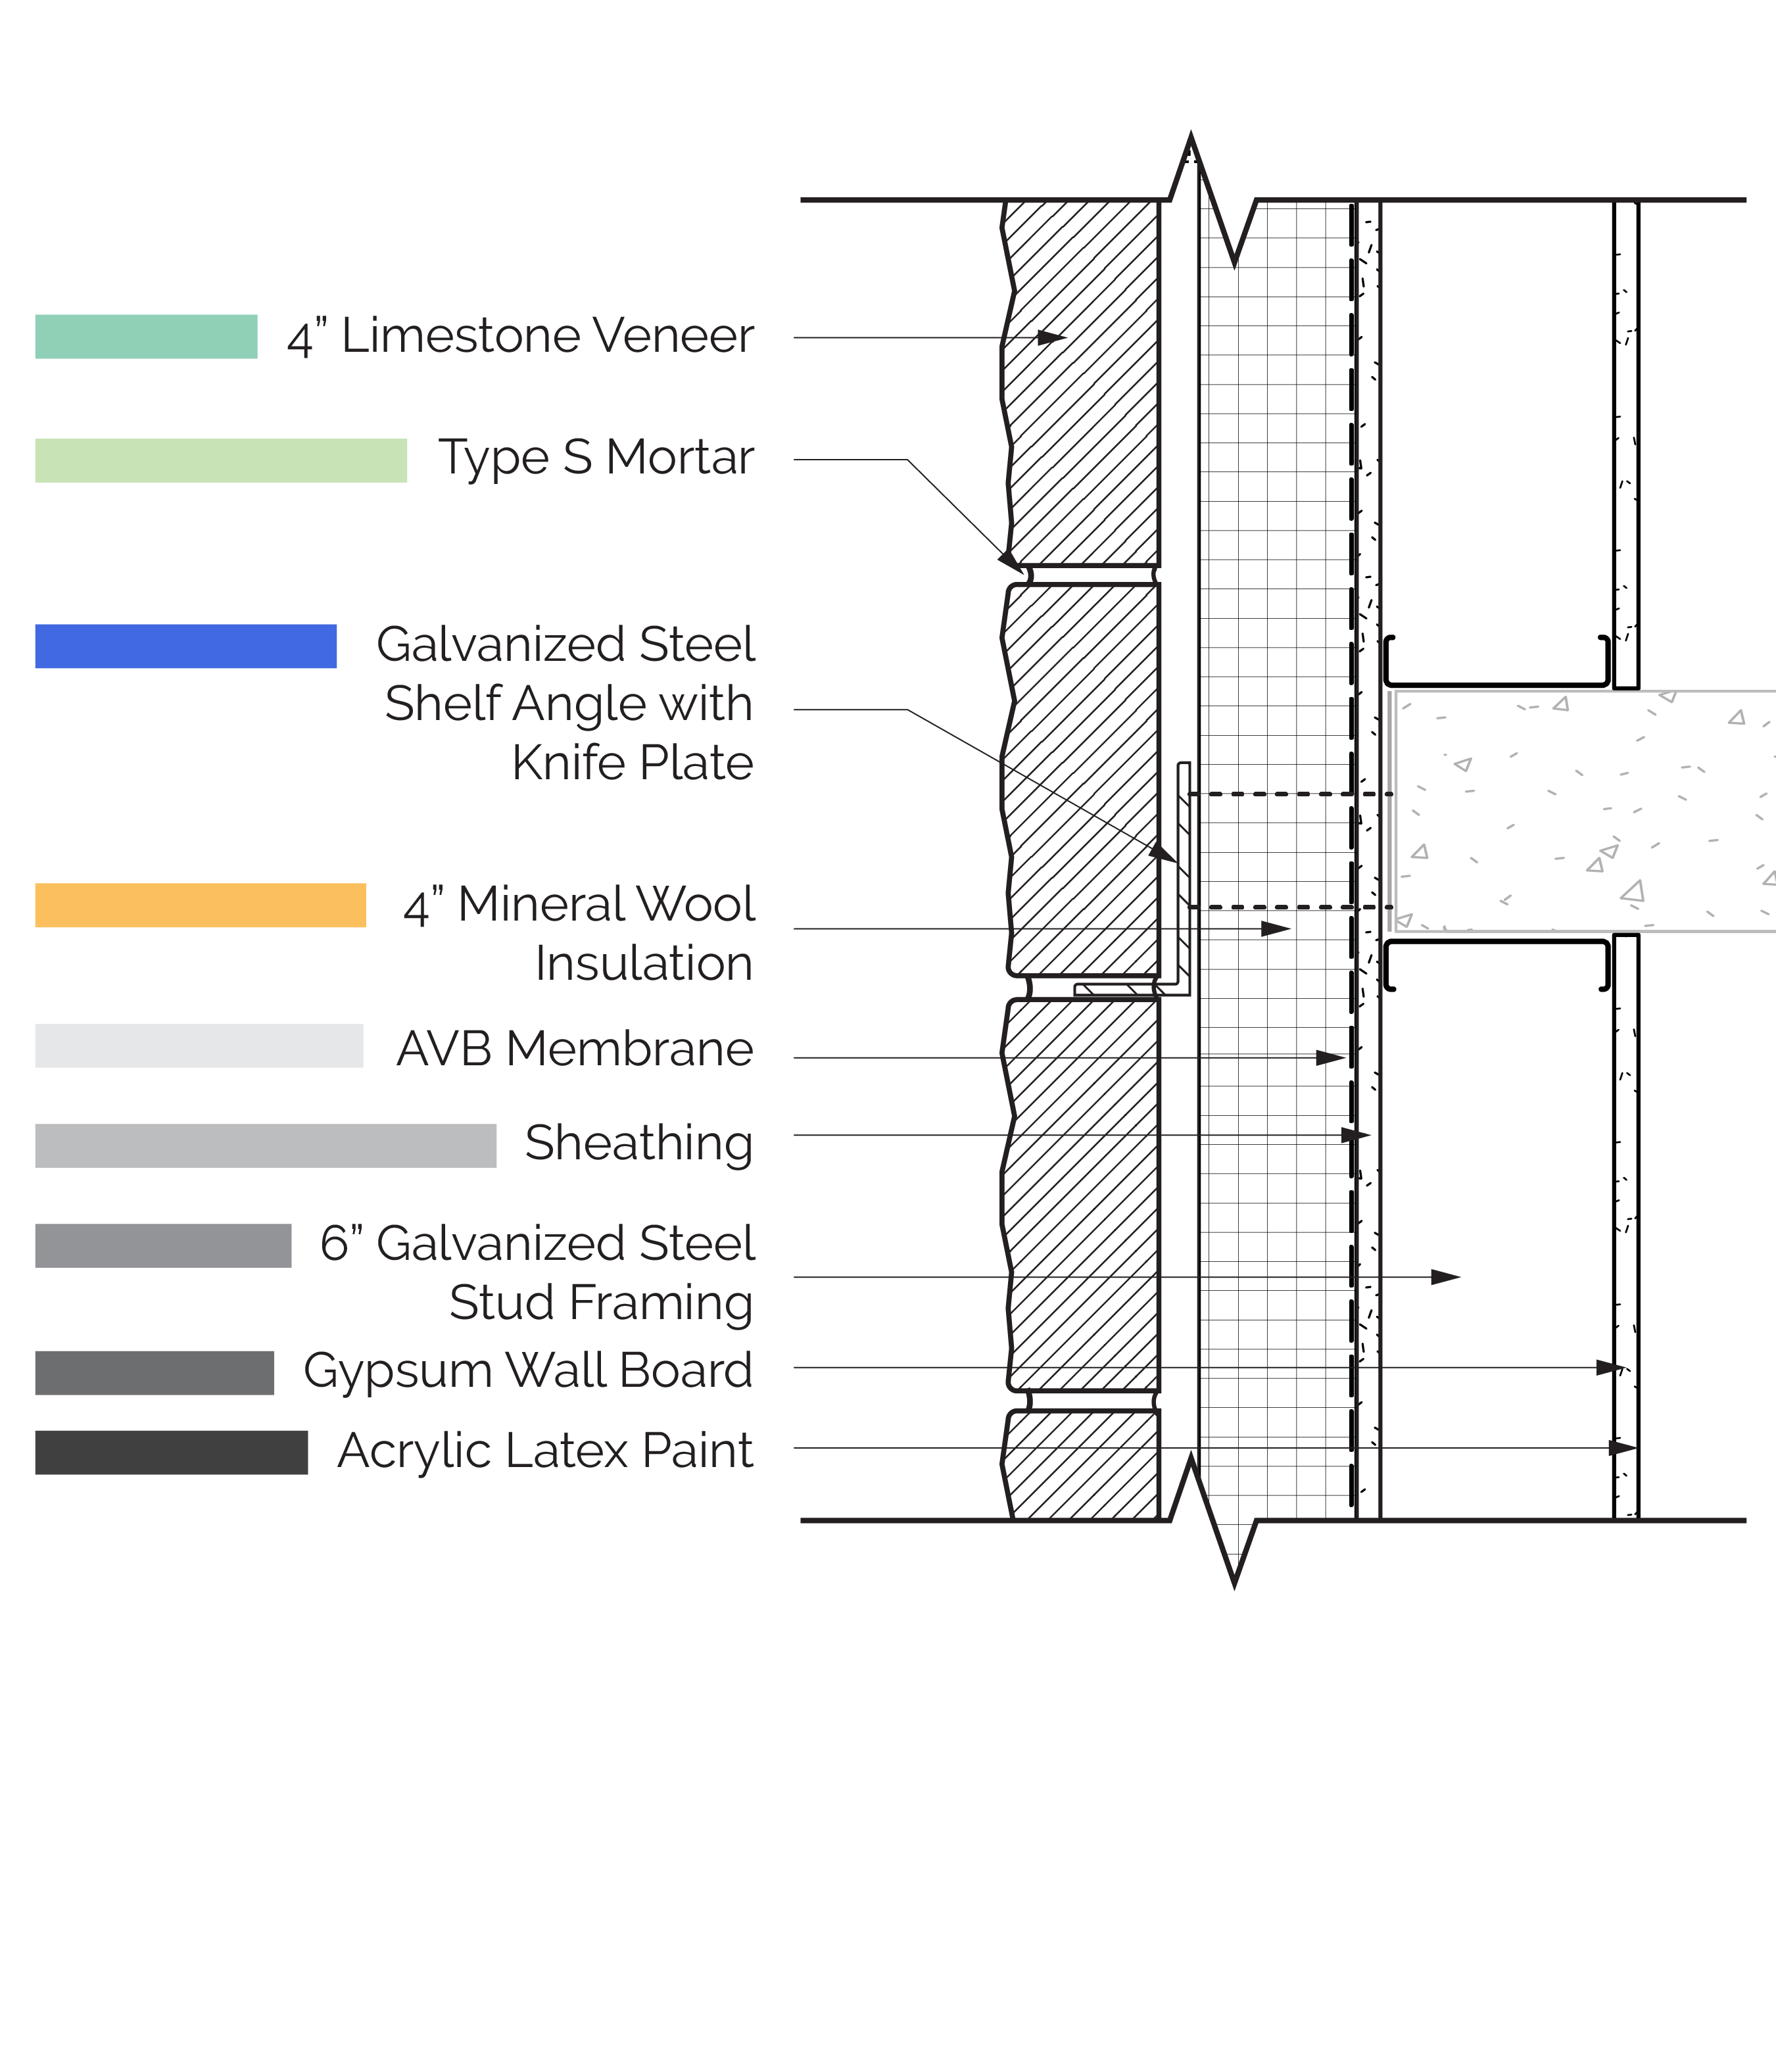 4” Limestone Veneer
Type S Mortar
Galvanized Steel
Shelf Angle with
Knife Plate
4” Mineral Wool
Insulation
AVB Membrane
Sheathing
6” Galvanized Steel
Stud Framing
Gypsum Wall Board
Acrylic Latex Paint